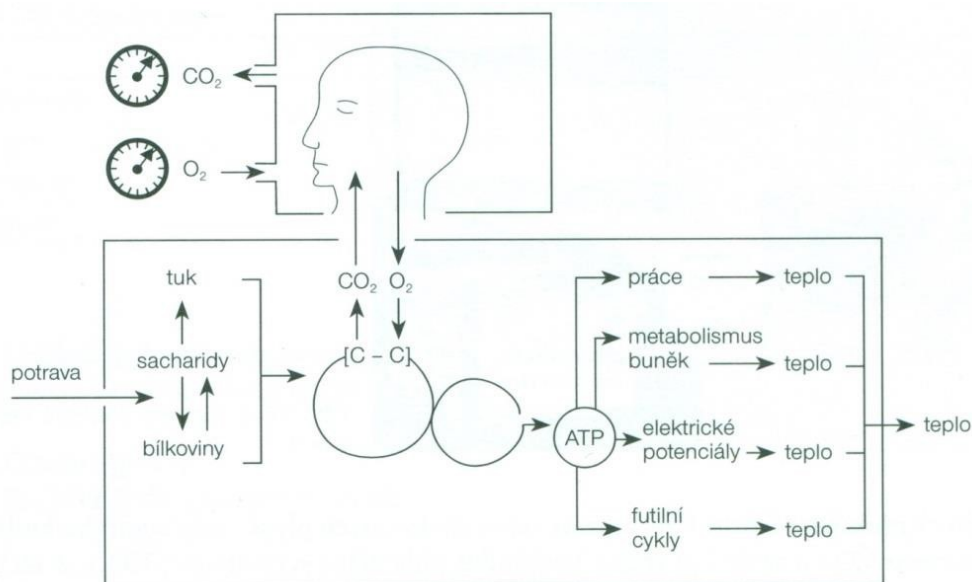 CO₂
O₂
CO₂ O₂
tuk
sacharidy
bílkoviny
potrava
[C – C]
ATP
práce
teplo
metabolismus
buněk
teplo
elektrické
potenciály
teplo
futilní
cykly
teplo
teplo